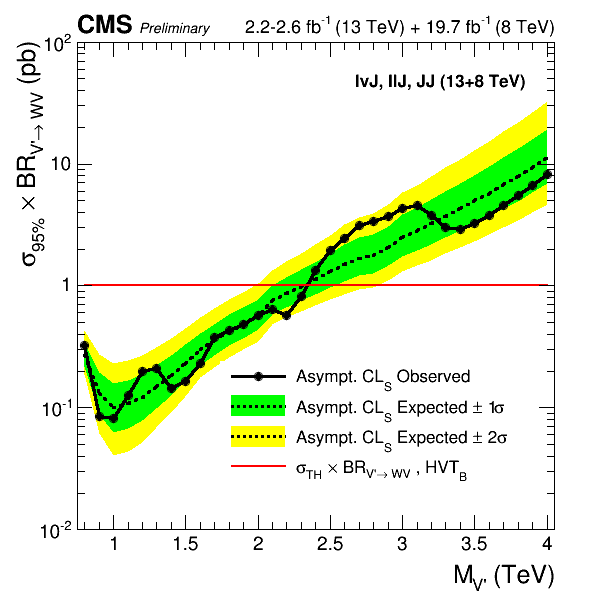 CMS Preliminary 2.2-2.6 fb⁻¹ (13 TeV) + 19.7 fb⁻¹ (8 TeV)
lνJ, llJ, JJ (13+8 TeV)
σ95% × BRV'→ WV (pb)
10²
10
1
10⁻¹
10⁻²
Asympt. CLS Observed
Asympt. CLS Expected ± 1σ
Asympt. CLS Expected ± 2σ
σTH × BRV'→ WV , HVTB
1 1.5 2 2.5 3 3.5 4
MV' (TeV)